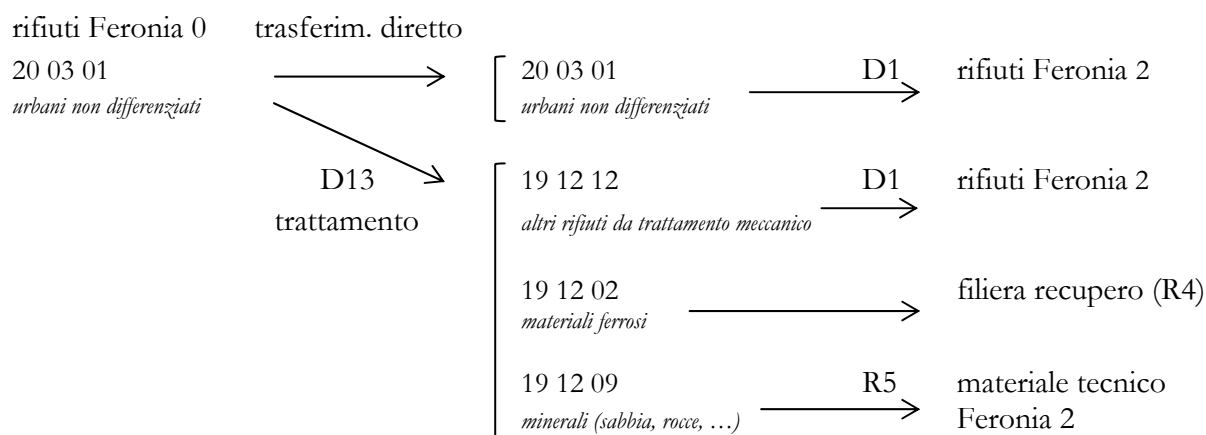 rifiuti Feronia 0 trasferim. diretto
20 03 01 20 03 01 D1 rifiuti Feronia 2
urbani non differenziati urbani non differenziati
D13 19 12 12 D1 rifiuti Feronia 2
trattamento altri rifiuti da trattamento meccanico
19 12 02 filiera recupero (R4)
materiali ferrosi
19 12 09 R5 materiale tecnico
minerali (sabbia, rocce, …) Feronia 2